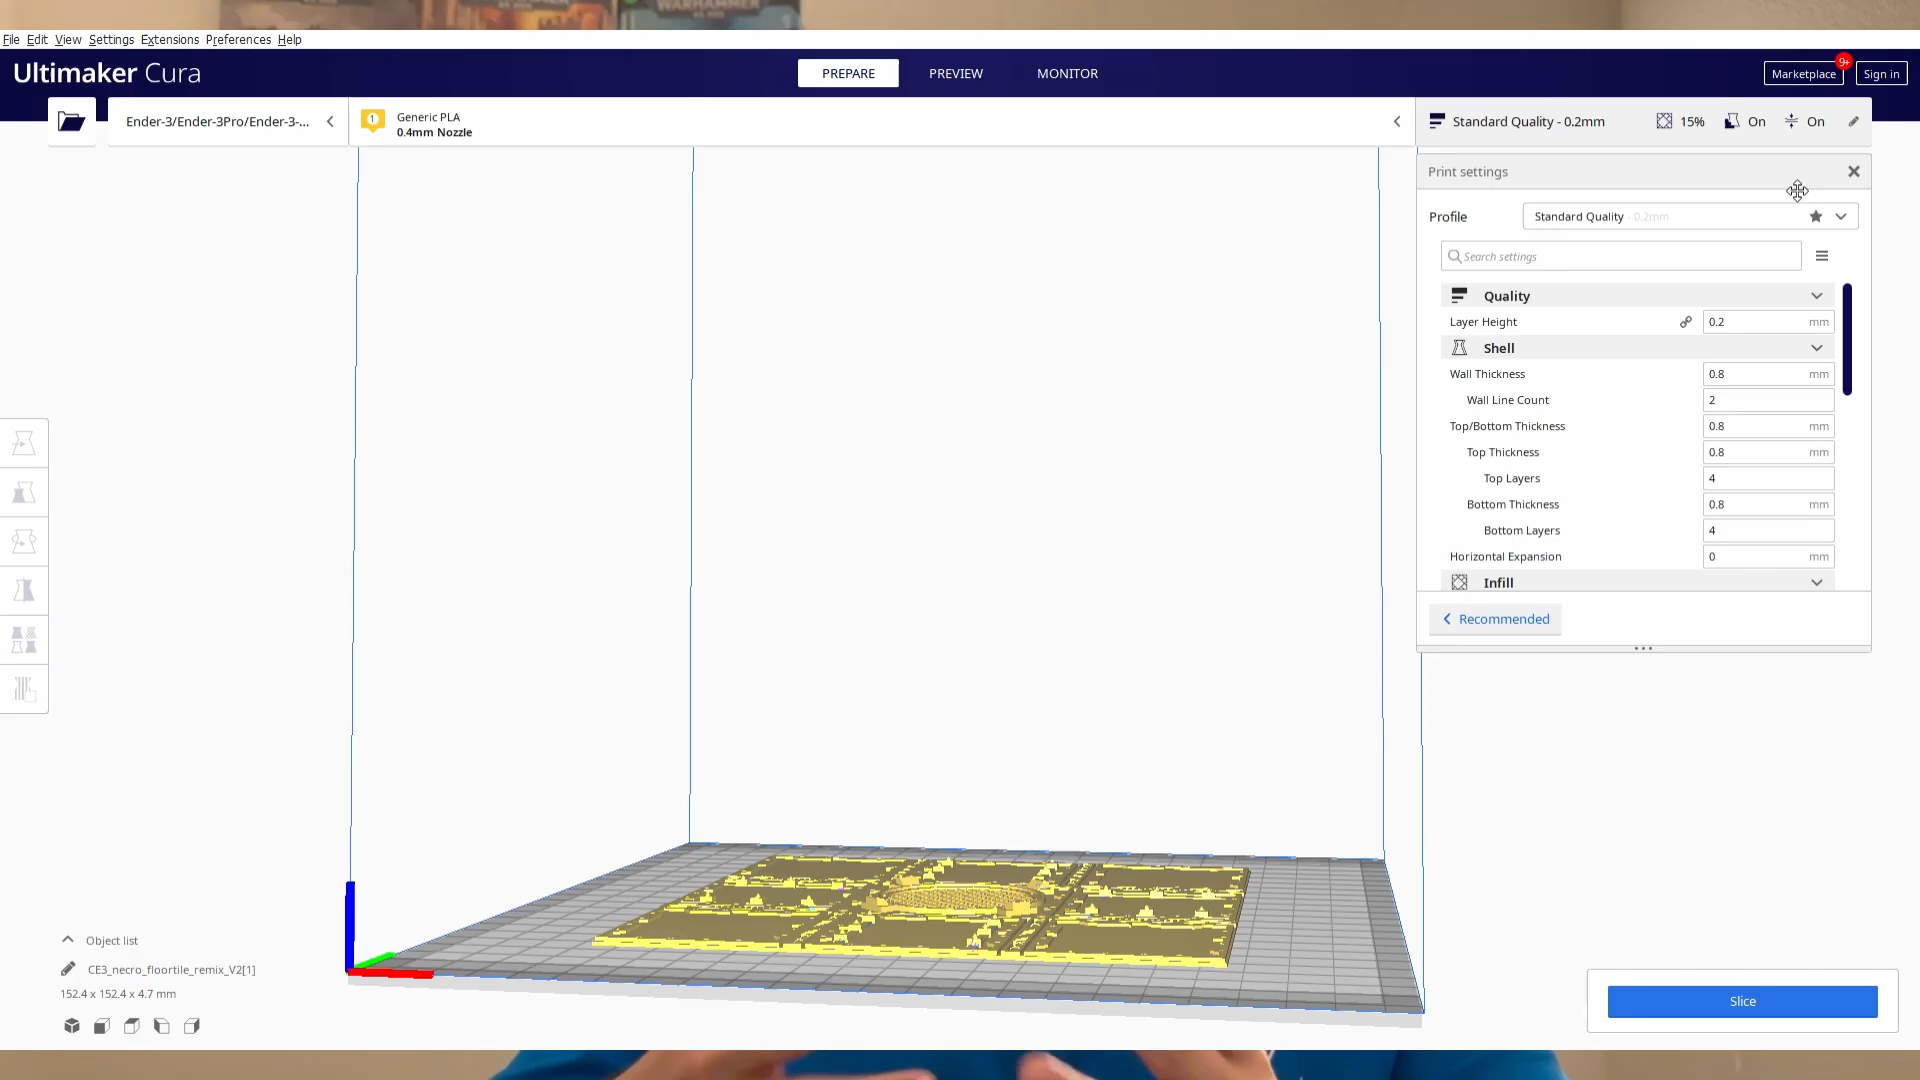 WARHAMMER
40,000
File Edit View Settings Extensions Preferences Help
Ultimaker Cura
PREPARE
PREVIEW
MONITOR
Marketplace
9+
Sign in
Ender-3/Ender-3Pro/Ender-3-...
1
Generic PLA
0.4mm Nozzle
Standard Quality - 0.2mm
15%
On
On
Print settings
Profile
Standard Quality - 0.2mm
Search settings
Quality
Layer Height 0.2 mm
Shell
Wall Thickness 0.8 mm
Wall Line Count 2
Top/Bottom Thickness 0.8 mm
Top Thickness 0.8 mm
Top Layers 4
Bottom Thickness 0.8 mm
Bottom Layers 4
Horizontal Expansion 0 mm
Infill
Recommended
Object list
CE3_necro_floortile_remix_V2[1]
152.4 x 152.4 x 4.7 mm
Slice